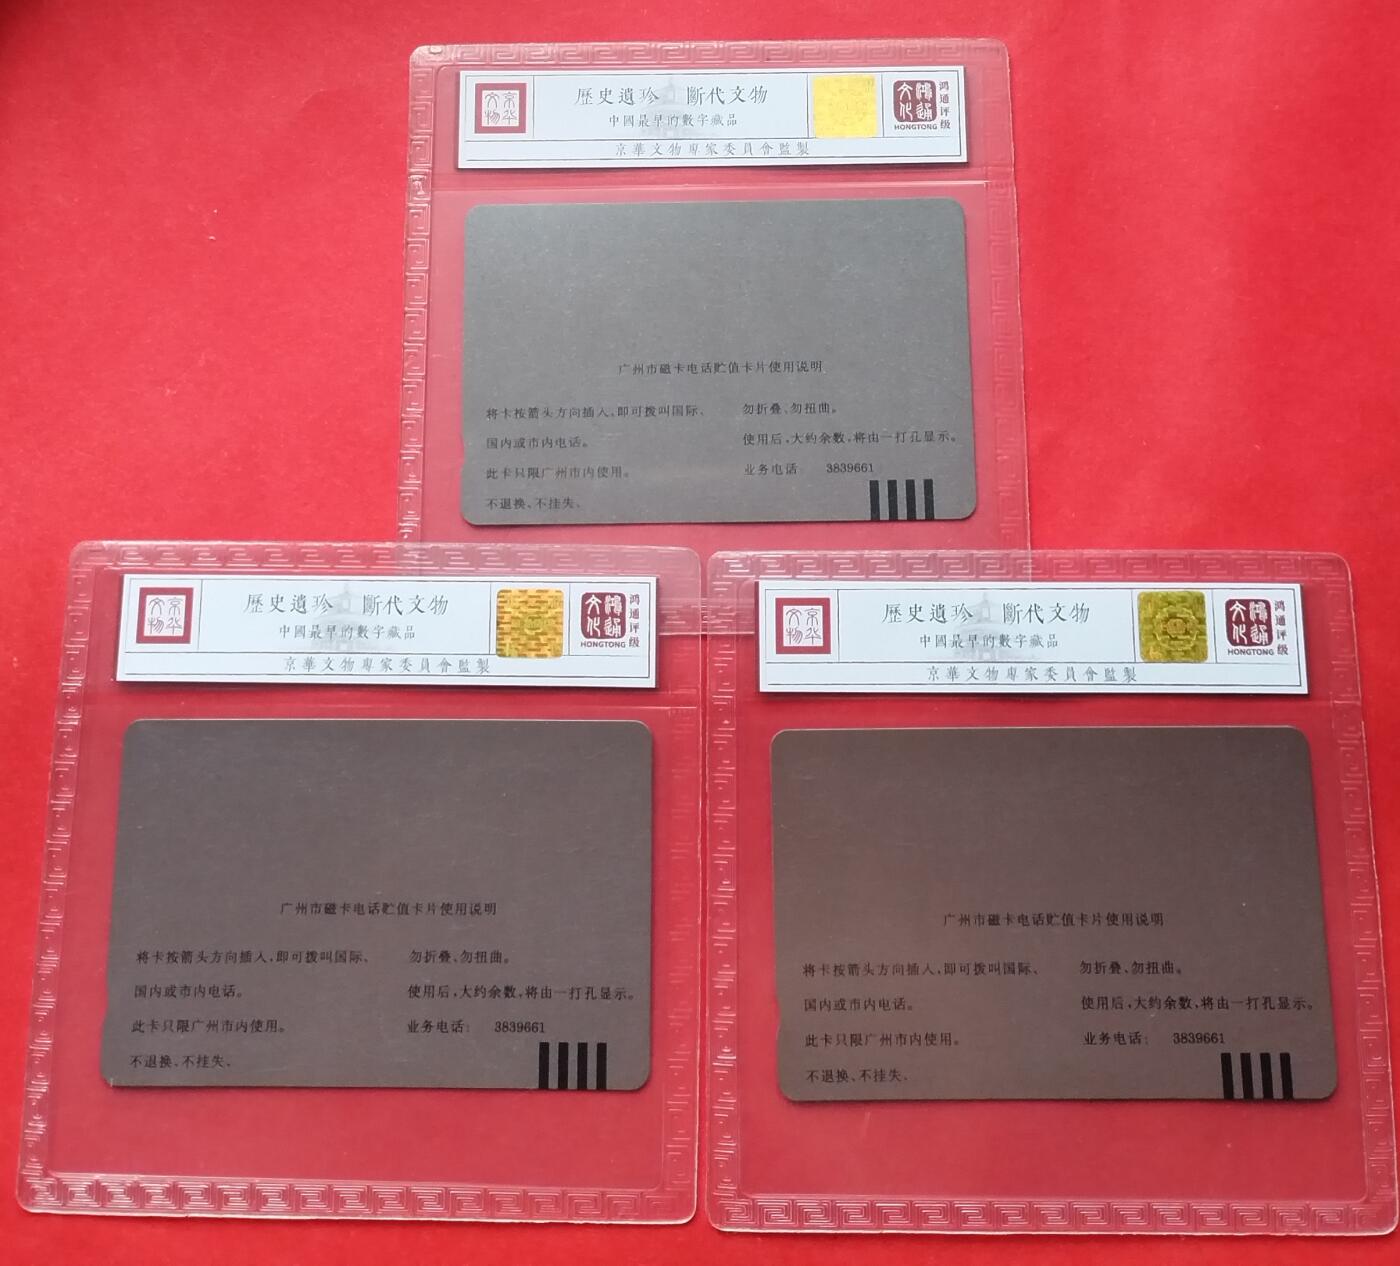 京华文物
歷史遺珍 斷代文物
中國最早的數字藏品
京華文物專家委員會監製
鸿通文化
HONGTONG
鸿通评级
广州市磁卡电话贮值卡片使用说明
将卡按箭头方向插入,即可拨叫国际、
国内或市内电话。
此卡只限广州市内使用。
不退换、不挂失、
勿折叠、勿扭曲。
使用后,大约余数,将由一打孔显示。
业务电话: 3839661
京华文物
歷史遺珍 斷代文物
中國最早的數字藏品
京華文物專家委員會監製
鸿通文化
HONGTONG
鸿通评级
广州市磁卡电话贮值卡片使用说明
将卡按箭头方向插入,即可拨叫国际、
国内或市内电话。
此卡只限广州市内使用。
不退换、不挂失、
勿折叠、勿扭曲。
使用后,大约余数,将由一打孔显示。
业务电话: 3839661
京华文物
歷史遺珍 斷代文物
中國最早的數字藏品
京華文物專家委員會監製
鸿通文化
HONGTONG
鸿通评级
广州市磁卡电话贮值卡片使用说明
将卡按箭头方向插入,即可拨叫国际、
国内或市内电话。
此卡只限广州市内使用。
不退换、不挂失、
勿折叠、勿扭曲。
使用后,大约余数,将由一打孔显示。
业务电话: 3839661